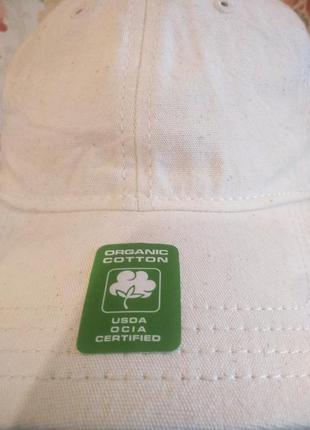 ORGANIC
COTTON
USDA
OCIA
CERTIFIED